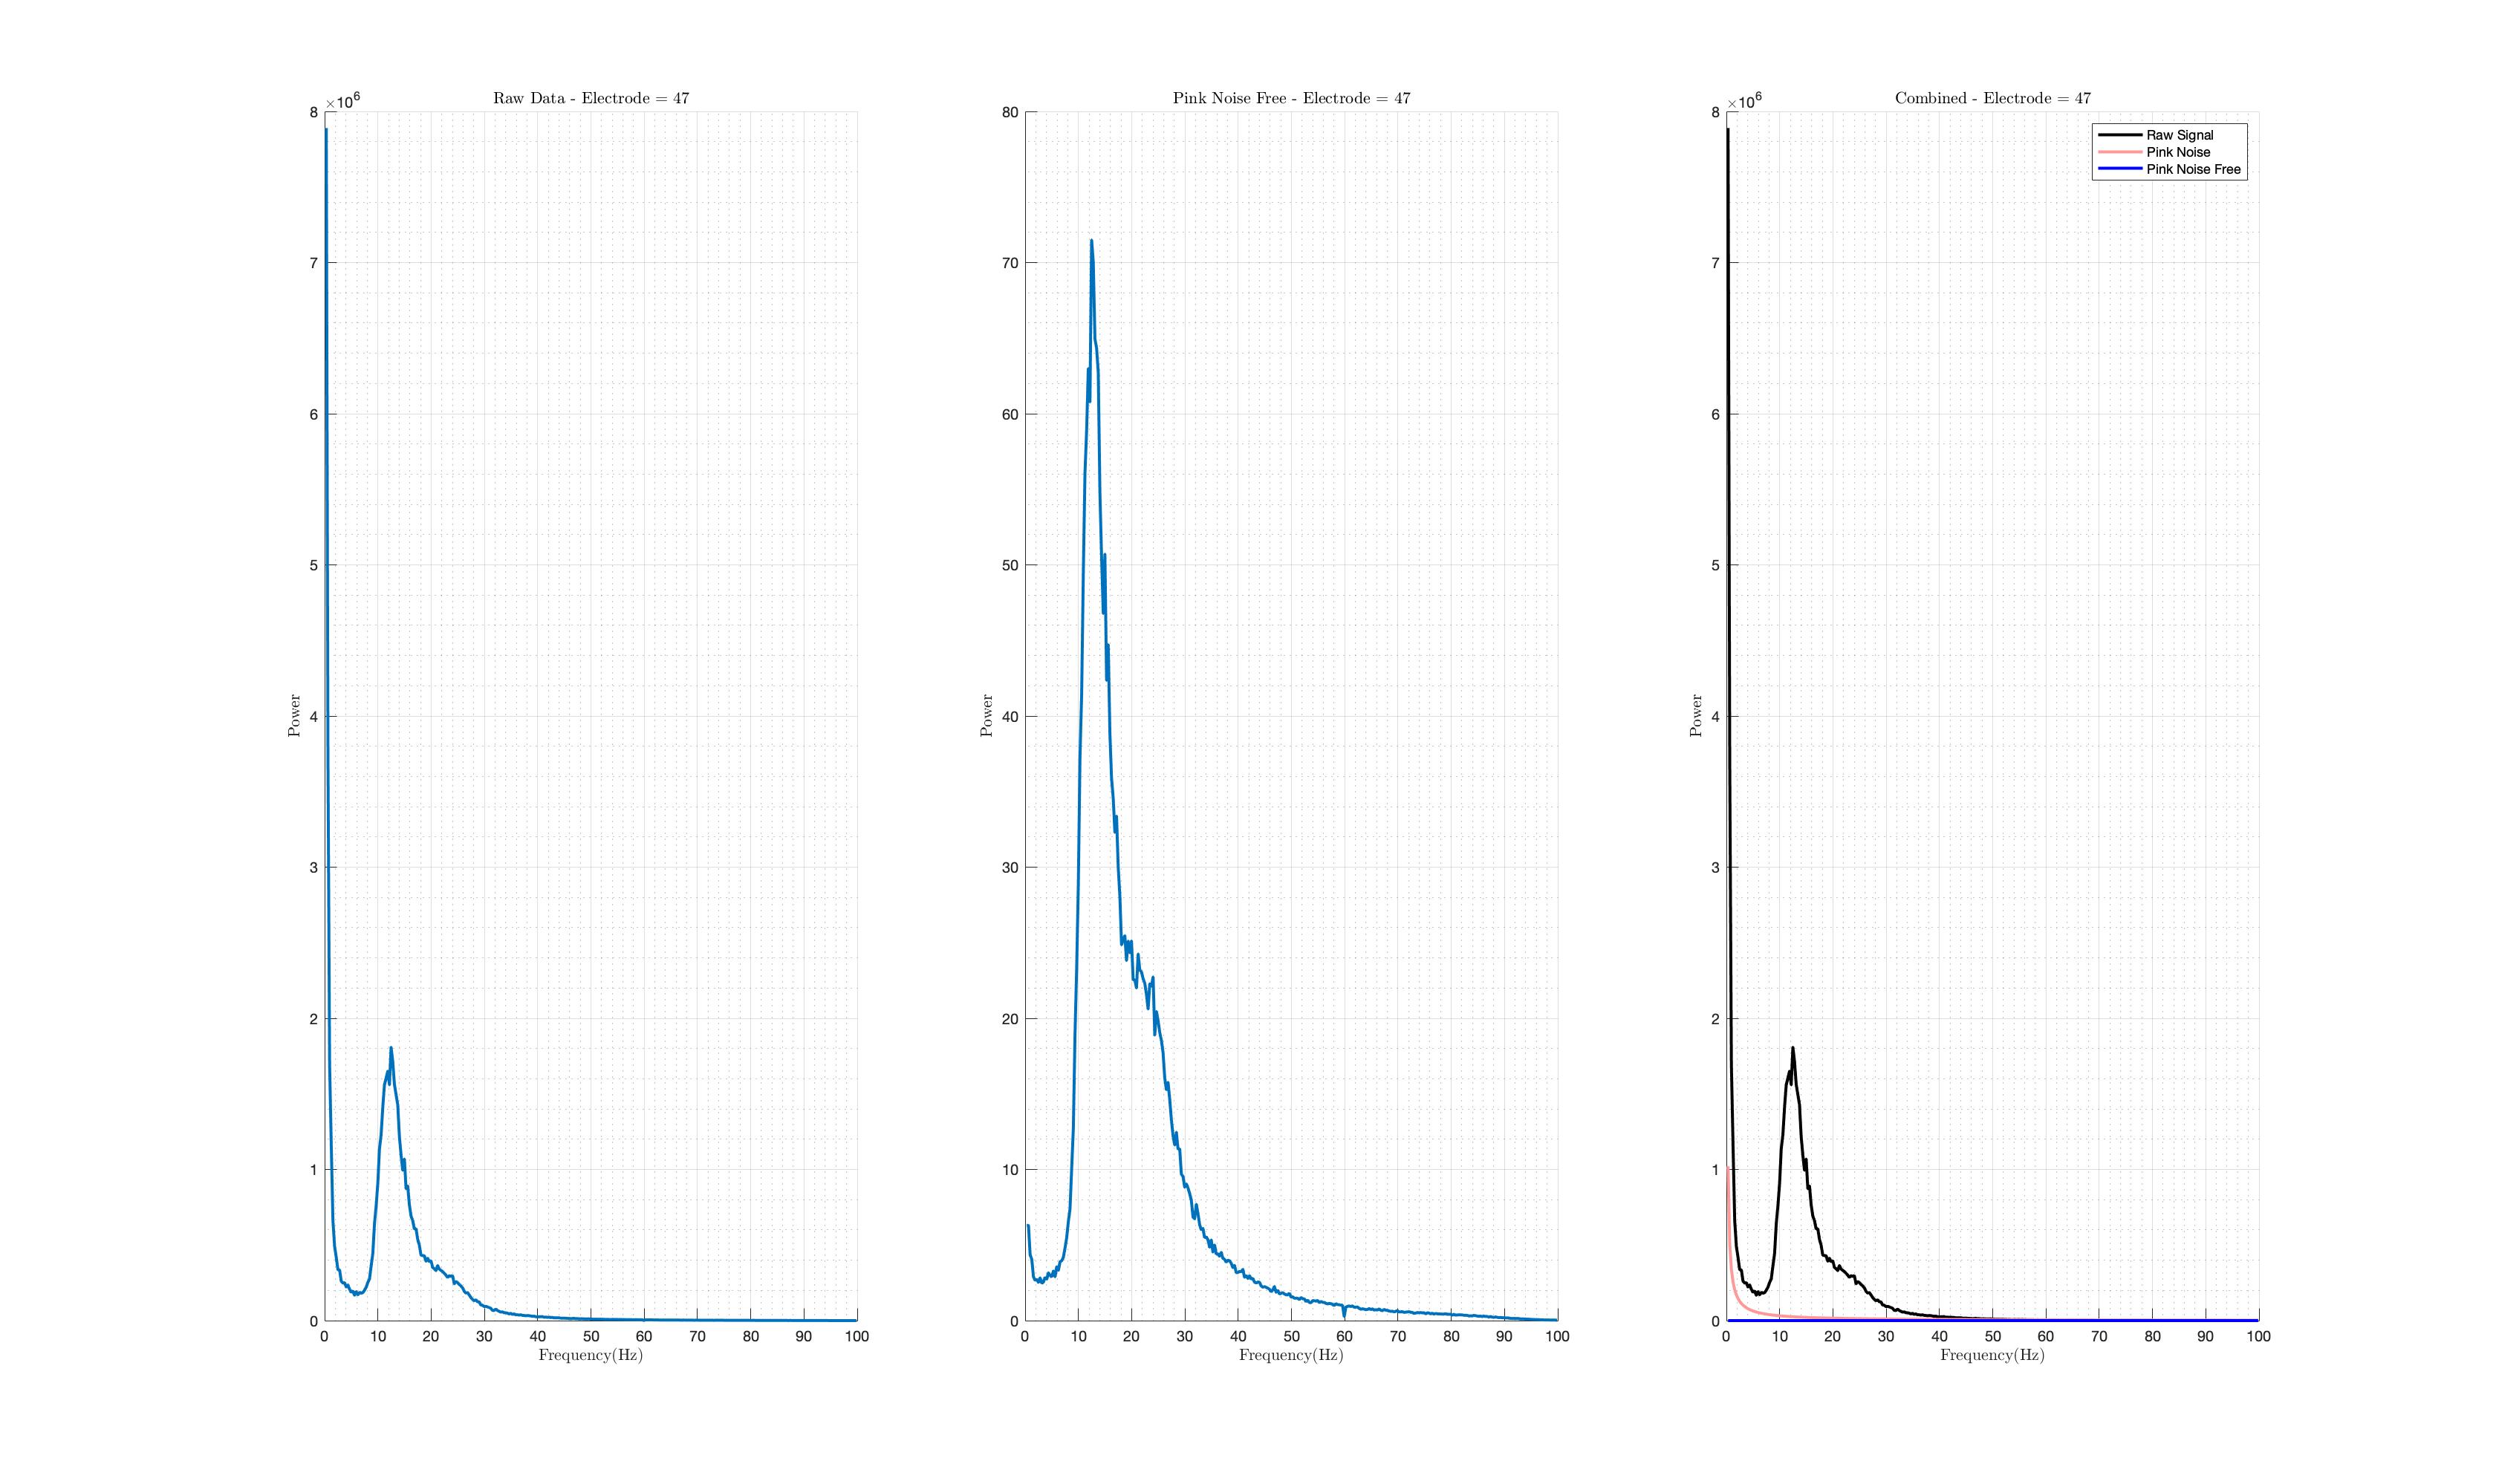 Raw Data - Electrode = 47
×10⁶
8
7
6
5
4
3
2
1
0
Power
0 10 20 30 40 50 60 70 80 90 100
Frequency(Hz)
Pink Noise Free - Electrode = 47
80
70
60
50
40
30
20
10
0
Power
0 10 20 30 40 50 60 70 80 90 100
Frequency(Hz)
Combined - Electrode = 47
×10⁶
8
7
6
5
4
3
2
1
0
Power
0 10 20 30 40 50 60 70 80 90 100
Frequency(Hz)
Raw Signal
Pink Noise
Pink Noise Free